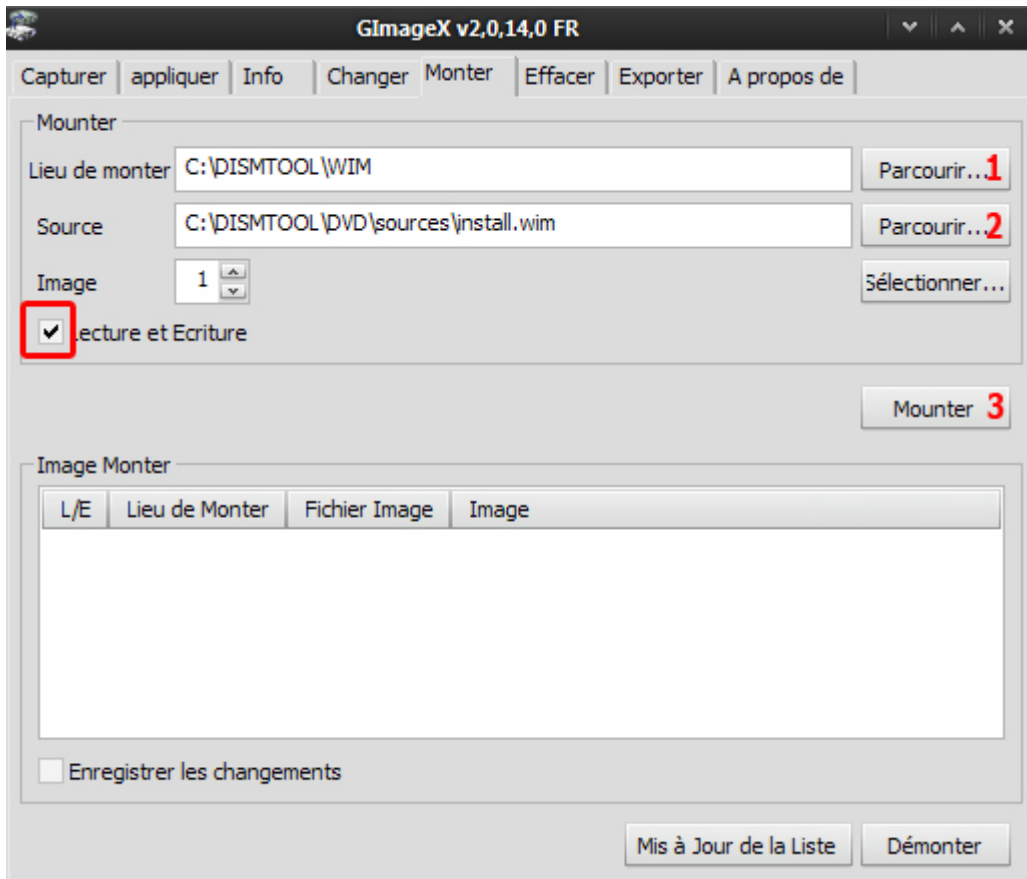 GImageX v2,0,14,0 FR
Capturer appliquer Info Changer Monter Effacer Exporter A propos de
Mounter
Lieu de monter C:\DISMTOOL\WIM Parcourir... 1
Source C:\DISMTOOL\DVD\sources\install.wim Parcourir... 2
Image 1 Sélectionner...
Lecture et Ecriture
Mounter 3
Image Monter
L/E Lieu de Monter Fichier Image Image
Enregistrer les changements
Mis à Jour de la Liste Démonter